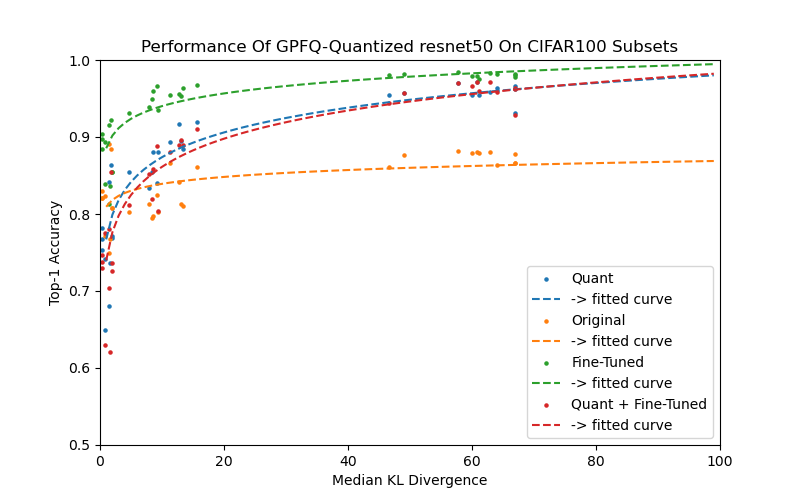 Performance Of GPFQ-Quantized resnet50 On CIFAR100 Subsets
1.0
0.9
0.8
0.7
0.6
0.5
Top-1 Accuracy
Quant
-> fitted curve
Original
-> fitted curve
Fine-Tuned
-> fitted curve
Quant + Fine-Tuned
-> fitted curve
0 20 40 60 80 100
Median KL Divergence